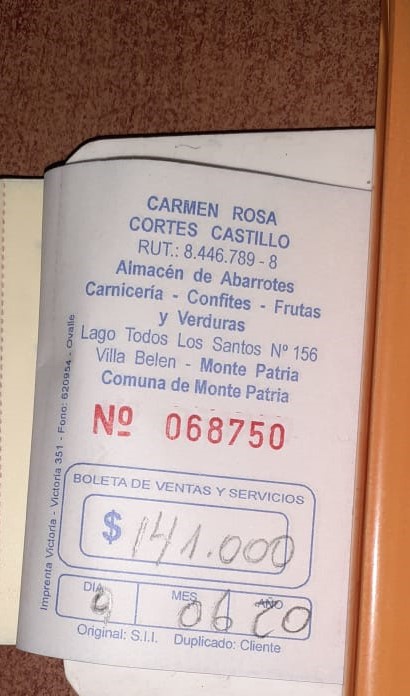 CARMEN ROSA
CORTES CASTILLO
RUT.: 8.446.789 - 8
Almacén de Abarrotes
Carnicería - Confites - Frutas
y Verduras
Lago Todos Los Santos Nº 156
Villa Belen - Monte Patria
Comuna de Monte Patria
Nº 068750
BOLETA DE VENTAS Y SERVICIOS
$ 141.000
DIA MES AÑO
9 06 20
Original: S.I.I. Duplicado: Cliente
Imprenta Victoria - Victoria 351 - Fono: 620954 - Ovalle